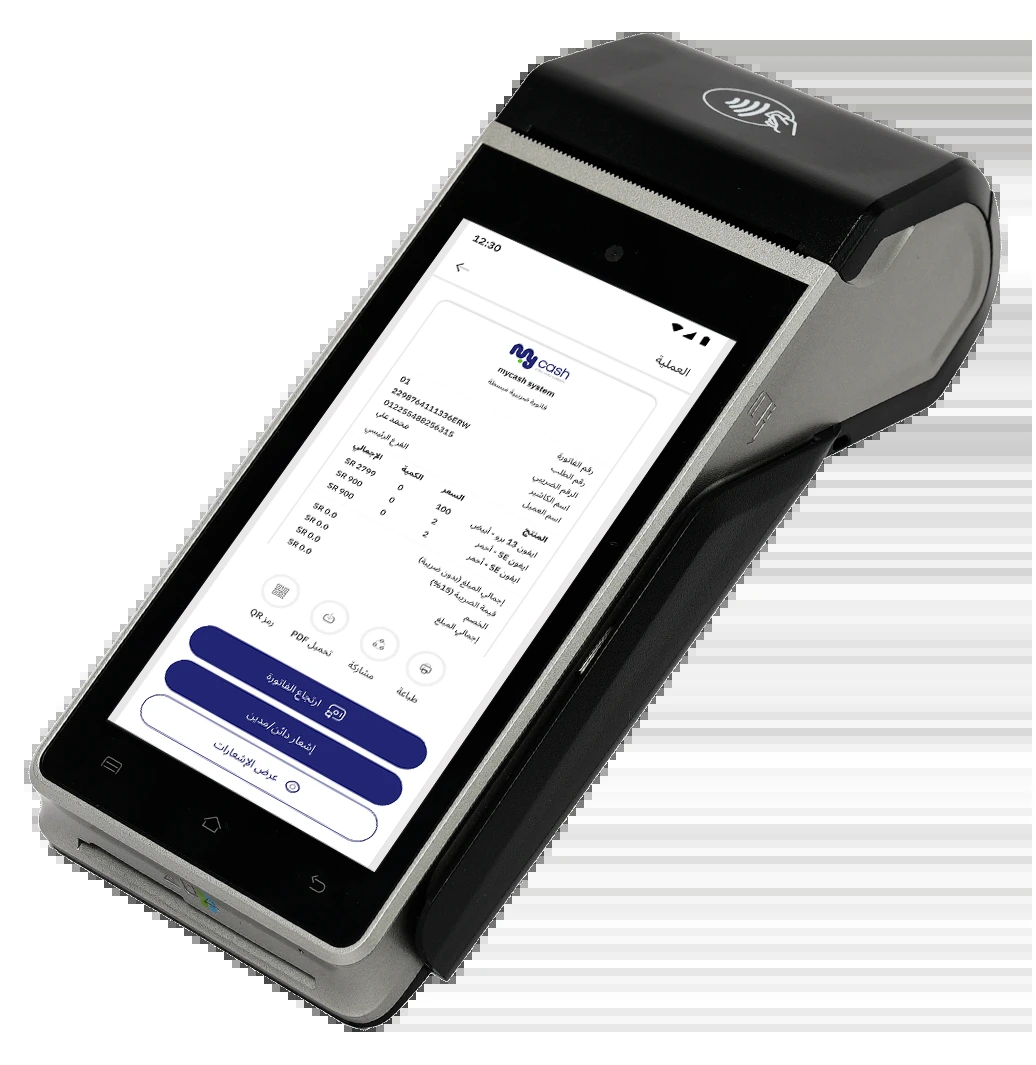 12:30
العملية
My cash
mycash system
فاتورة ضريبية مبسطة
رقم الفاتورة 01
رقم الطلب 2298764111336ERW
الرقم الضريبي 012255488256315
اسم الكاشير محمد علي
اسم العميل الفرع الرئيسي
المنتج السعر الكمية الإجمالي
ايفون 13 برو - أبيض 100 0 SR 2799
ايفون SE - أحمر 2 0 SR 900
ايفون SE - أحمر 2 0 SR 900
إجمالي المبلغ (بدون ضريبة) SR 0.0
قيمة الضريبة (15%) SR 0.0
الخصم SR 0.0
إجمالي المبلغ SR 0.0
طباعة مشاركة تحميل PDF رمز QR
ارتجاع الفاتورة
إشعار دائن/مدين
عرض الإشعارات